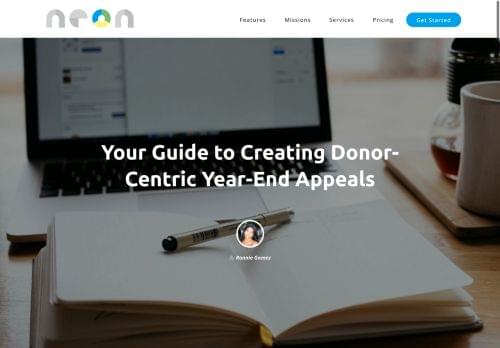 neon
Features Missions Services Pricing Get Started
Your Guide to Creating Donor-
Centric Year-End Appeals
By Ronnie Gomez